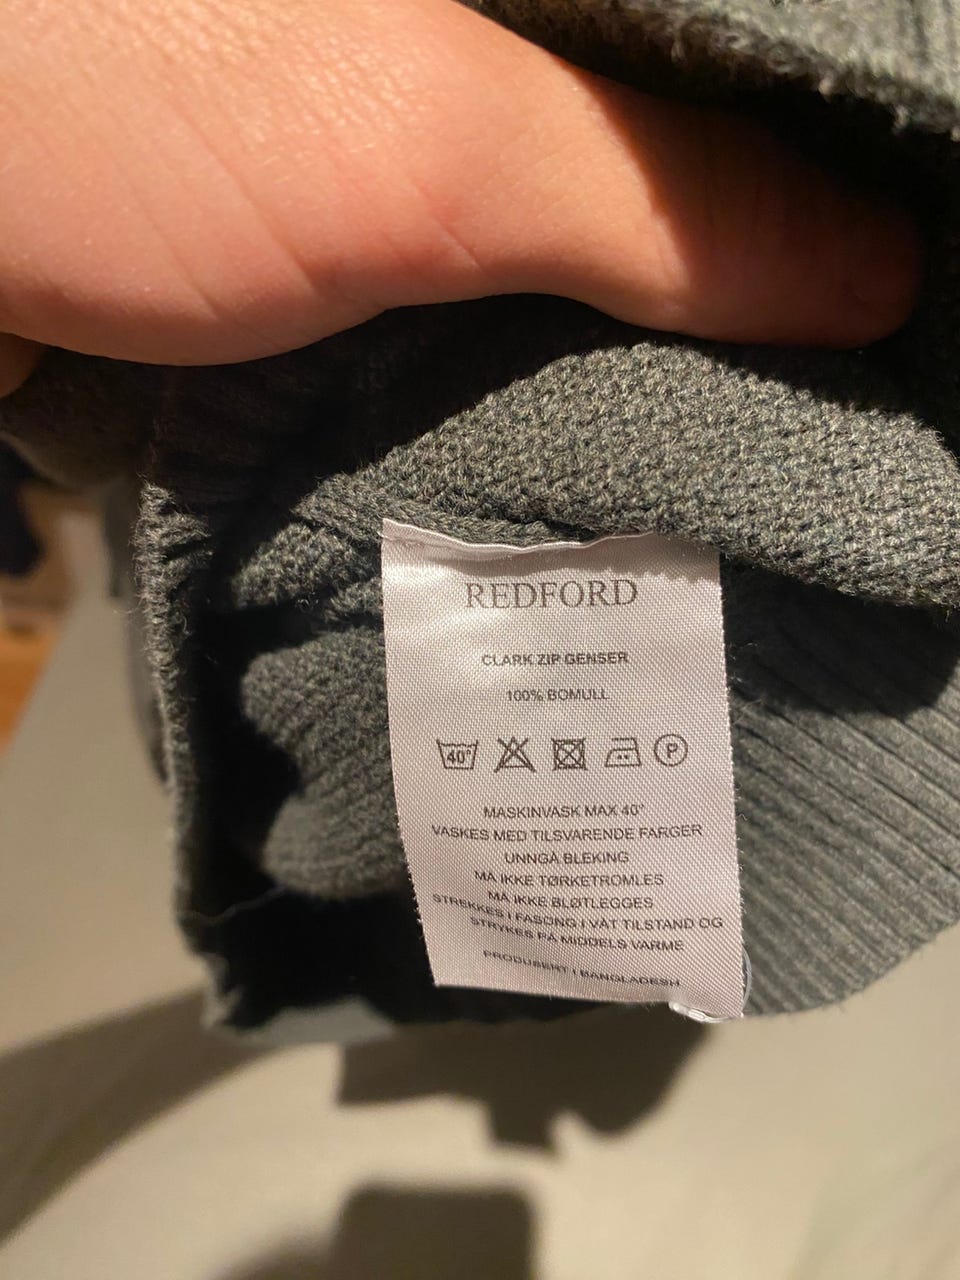 REDFORD
CLARK ZIP GENSER
100% BOMULL
40° P
MASKINVASK MAX 40°
VASKES MED TILSVARENDE FARGER
UNNGÅ BLEKING
MÅ IKKE TØRKETROMLES
MÅ IKKE BLØTLEGGES
STREKKES I FASONG I VÅT TILSTAND OG
STRYKES PÅ MIDDELS VARME
PRODUSERT I BANGLADESH